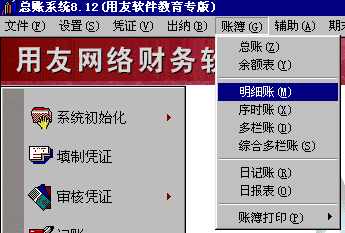 总账系统8.12(用友软件教育专版)
文件(F) 设置(S) 凭证(V) 出纳(B) 账簿(G) 辅助(A) 期末
用友网络财务软
总账(Z)
余额表(Y)
明细账(M)
序时账(X)
多栏账(D)
综合多栏账(S)
日记账(R)
日报表(O)
账簿打印(P)
系统初始化
填制凭证
审核凭证
记账